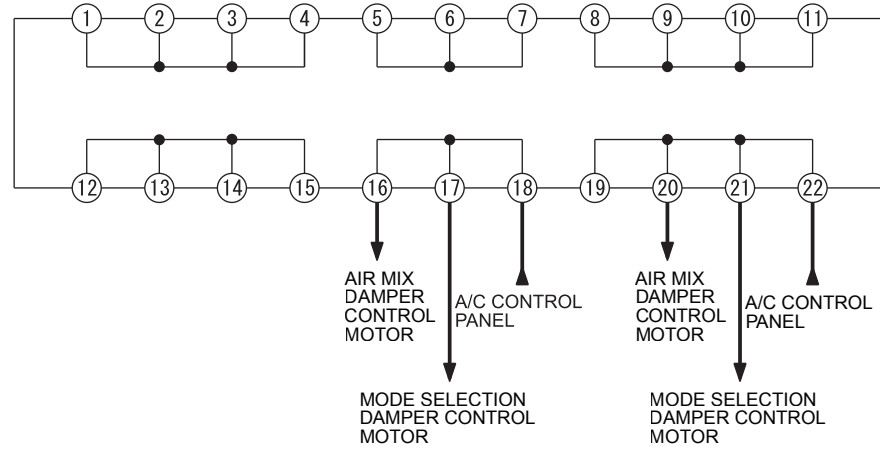 1 2 3 4 5 6 7 8 9 10 11
12 13 14 15 16 17 18 19 20 21 22
AIR MIX
DAMPER
CONTROL
MOTOR
A/C CONTROL
PANEL
MODE SELECTION
DAMPER CONTROL
MOTOR
AIR MIX
DAMPER
CONTROL
MOTOR
A/C CONTROL
PANEL
MODE SELECTION
DAMPER CONTROL
MOTOR